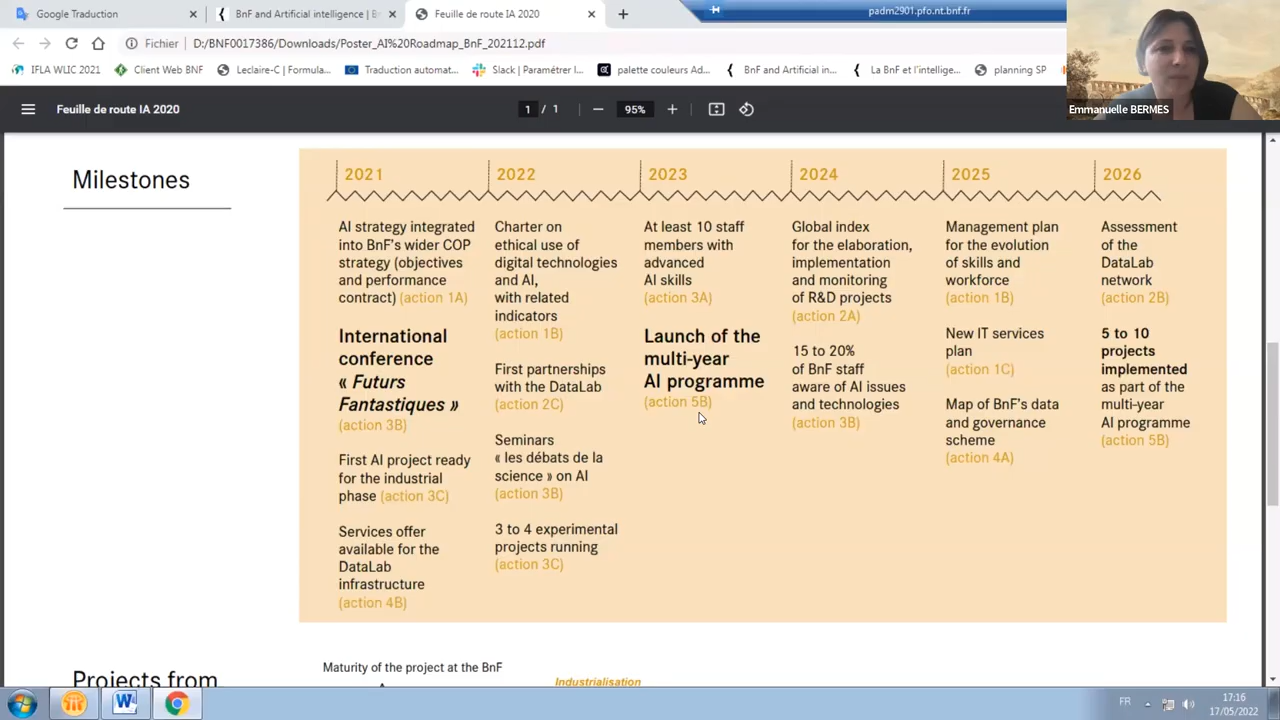 Google Traduction
BnF and Artificial intelligence | B
Feuille de route IA 2020
padm2901.pfo.nt.bnf.fr
Fichier
D:/BNF0017386/Downloads/Poster_AI%20Roadmap_BnF_202112.pdf
IFLA WLIC 2021
Client Web BNF
Leclaire-C | Formula...
Traduction automat...
Slack | Paramétrer l...
palette couleurs Ad...
BnF and Artificial in...
La BnF et l'intellige...
planning SP
Emmanuelle BERMES
Feuille de route IA 2020
1 / 1
95%
Milestones
2021
AI strategy integrated
into BnF's wider COP
strategy (objectives
and performance
contract) (action 1A)
International
conference
« Futurs
Fantastiques »
(action 3B)
First AI project ready
for the industrial
phase (action 3C)
Services offer
available for the
DataLab
infrastructure
(action 4B)
2022
Charter on
ethical use of
digital technologies
and AI,
with related
indicators
(action 1B)
First partnerships
with the DataLab
(action 2C)
Seminars
« les débats de la
science » on AI
(action 3B)
3 to 4 experimental
projects running
(action 3C)
2023
At least 10 staff
members with
advanced
AI skills
(action 3A)
Launch of the
multi-year
AI programme
(action 5B)
2024
Global index
for the elaboration,
implementation
and monitoring
of R&D projects
(action 2A)
15 to 20%
of BnF staff
aware of AI issues
and technologies
(action 3B)
2025
Management plan
for the evolution
of skills and
workforce
(action 1B)
New IT services
plan
(action 1C)
Map of BnF's data
and governance
scheme
(action 4A)
2026
Assessment
of the
DataLab
network
(action 2B)
5 to 10
projects
implemented
as part of the
multi-year
AI programme
(action 5B)
Projects from
Maturity of the project at the BnF
Industrialisation
FR
17:16
17/05/2022